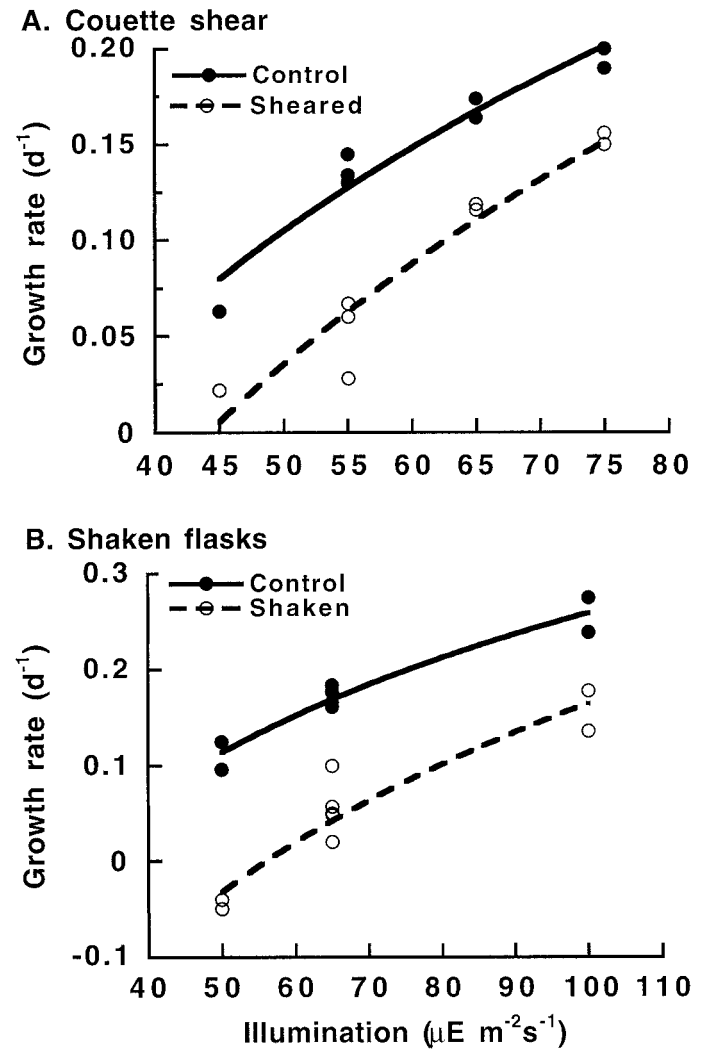 A. Couette shear
0.20
Control
Sheared
0.15
0.10
0.05
0
Growth rate (d⁻¹)
40 45 50 55 60 65 70 75 80
B. Shaken flasks
0.3
Control
Shaken
0.2
0.1
0
-0.1
Growth rate (d⁻¹)
40 50 60 70 80 90 100 110
Illumination (µE m⁻²s⁻¹)